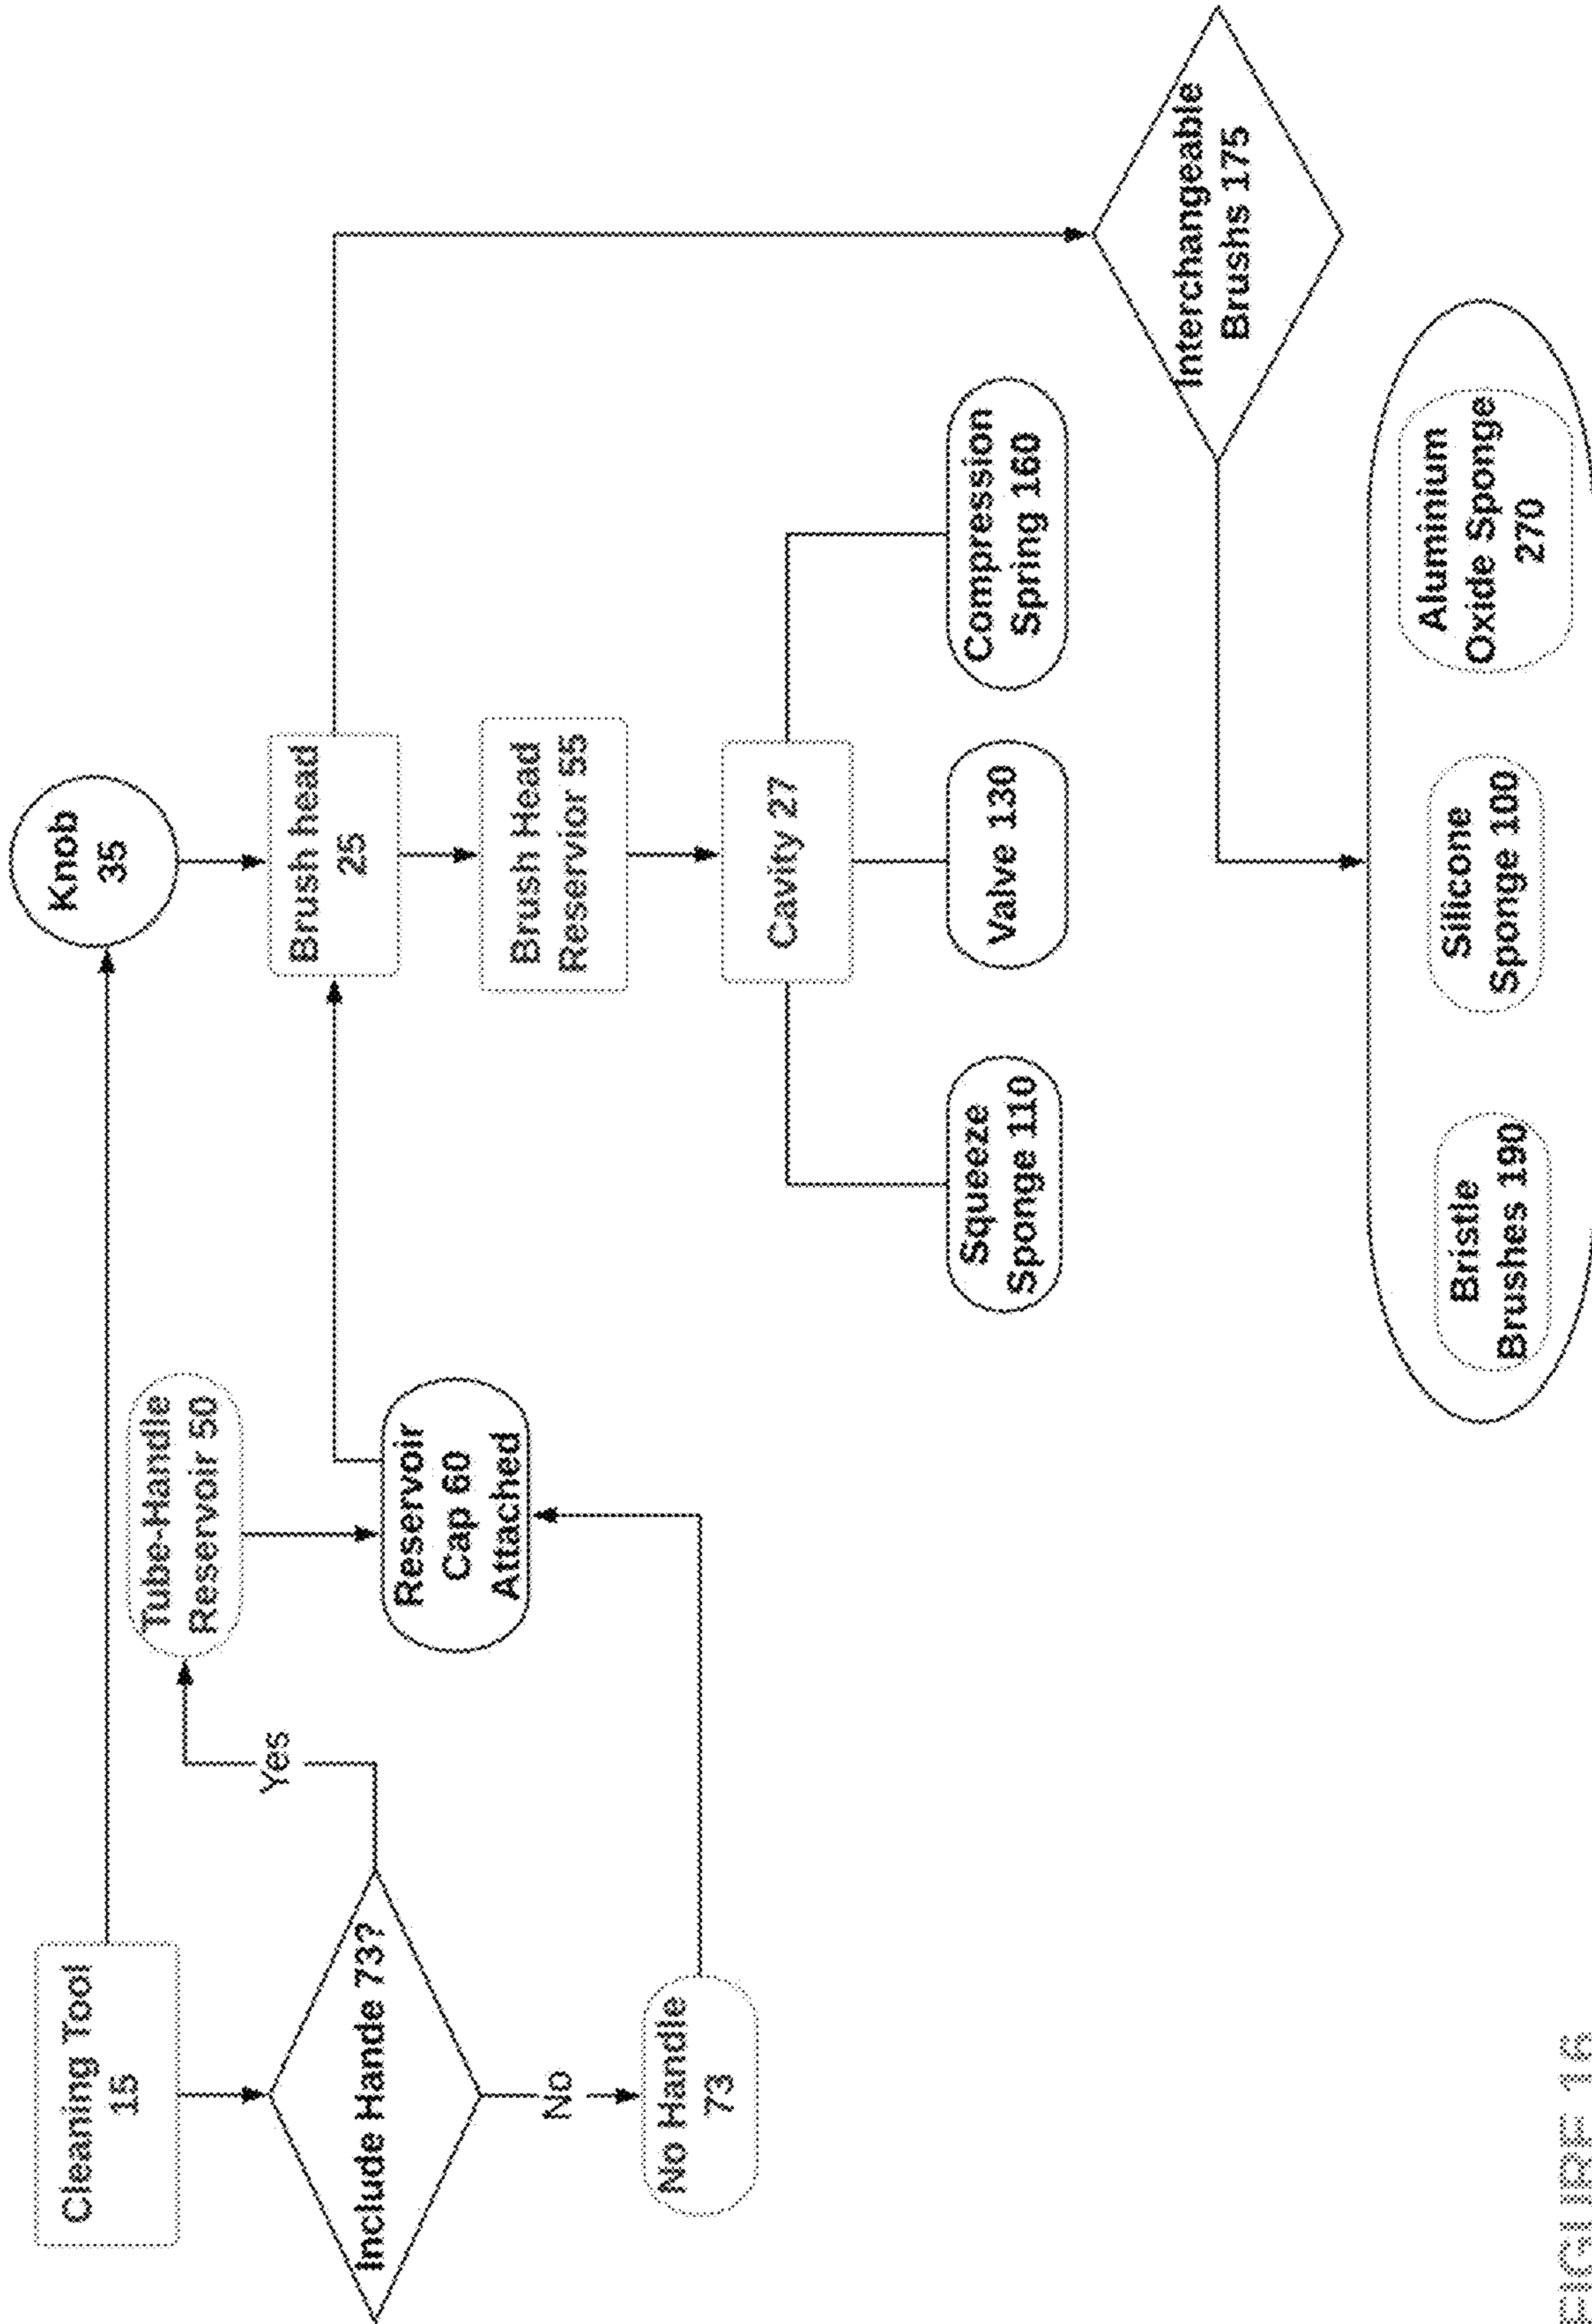 Cleaning Tool
15
Knob
35
Include Hande 73?
Yes
No
Tube-Handle
Reservoir 50
Reservoir
Cap 60
Attached
No Handle
73
Brush head
25
Brush Head
Reservior 55
Cavity 27
Squeeze
Sponge 110
Valve 130
Compression
Spring 160
Interchangeable
Brushs 175
Bristle
Brushes 190
Silicone
Sponge 100
Aluminium
Oxide Sponge
270